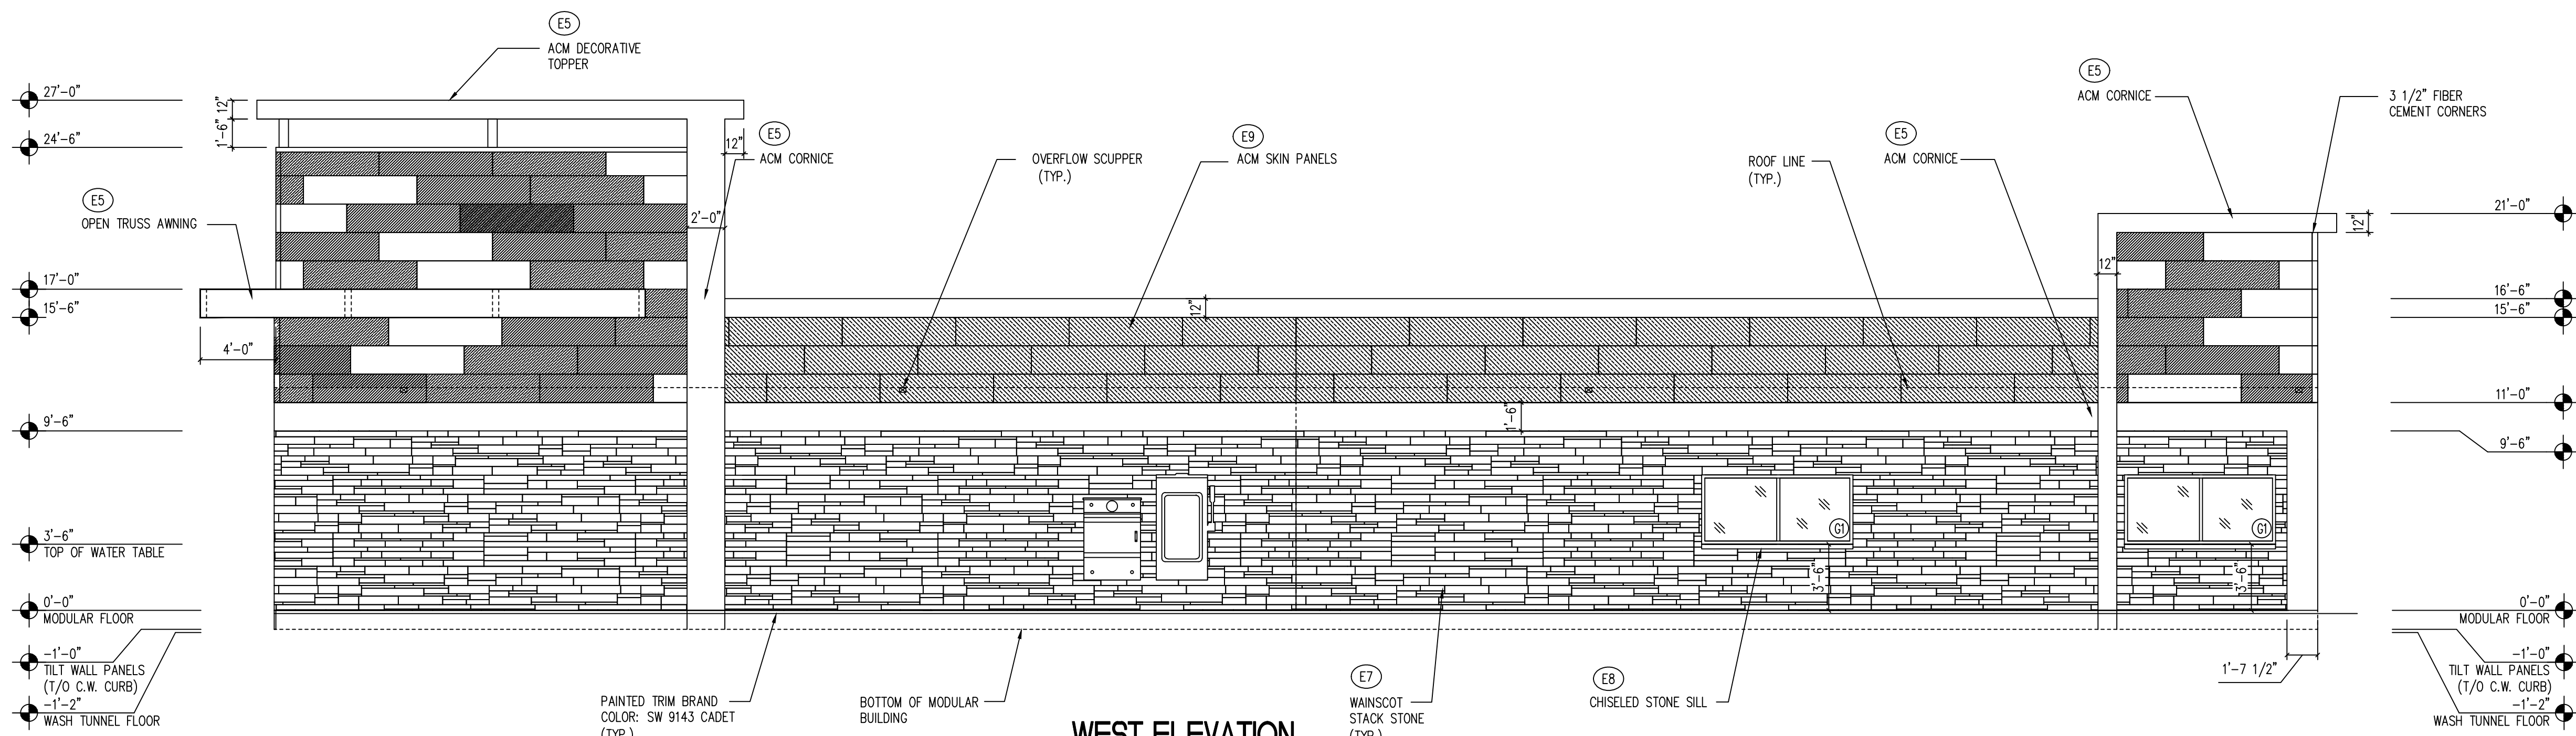 E5
ACM DECORATIVE
TOPPER
27'-0"
12"
1'-6"
24'-6"
E5
OPEN TRUSS AWNING
17'-0"
15'-6"
4'-0"
9'-6"
3'-6"
TOP OF WATER TABLE
0'-0"
MODULAR FLOOR
-1'-0"
TILT WALL PANELS
(T/O C.W. CURB)
-1'-2"
WASH TUNNEL FLOOR
12"
E5
ACM CORNICE
2'-0"
OVERFLOW SCUPPER
(TYP.)
E9
ACM SKIN PANELS
12"
1'-6"
ROOF LINE
(TYP.)
E5
ACM CORNICE
E5
ACM CORNICE
3 1/2" FIBER
CEMENT CORNERS
12"
12"
G1
G1
3'-6"
3'-6"
1'-7 1/2"
21'-0"
16'-6"
15'-6"
11'-0"
9'-6"
0'-0"
MODULAR FLOOR
-1'-0"
TILT WALL PANELS
(T/O C.W. CURB)
-1'-2"
WASH TUNNEL FLOOR
PAINTED TRIM BRAND
COLOR: SW 9143 CADET
(TYP.)
BOTTOM OF MODULAR
BUILDING
E7
WAINSCOT
STACK STONE
(TYP.)
E8
CHISELED STONE SILL
WEST ELEVATION